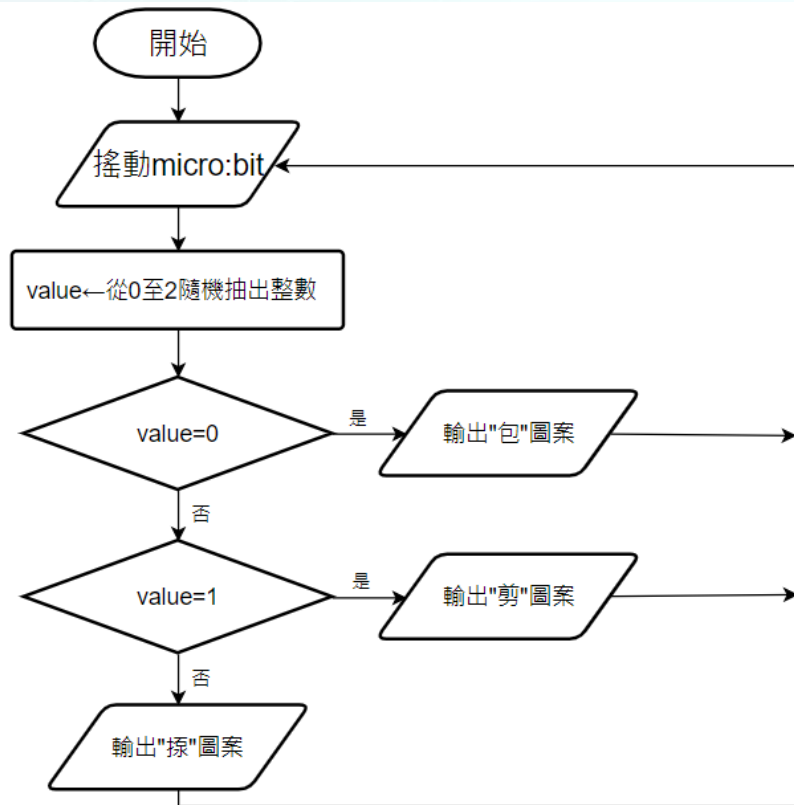 開始
搖動micro:bit
value←從0至2隨機抽出整數
value=0
是
輸出"包"圖案
否
value=1
是
輸出"剪"圖案
否
輸出"揼"圖案